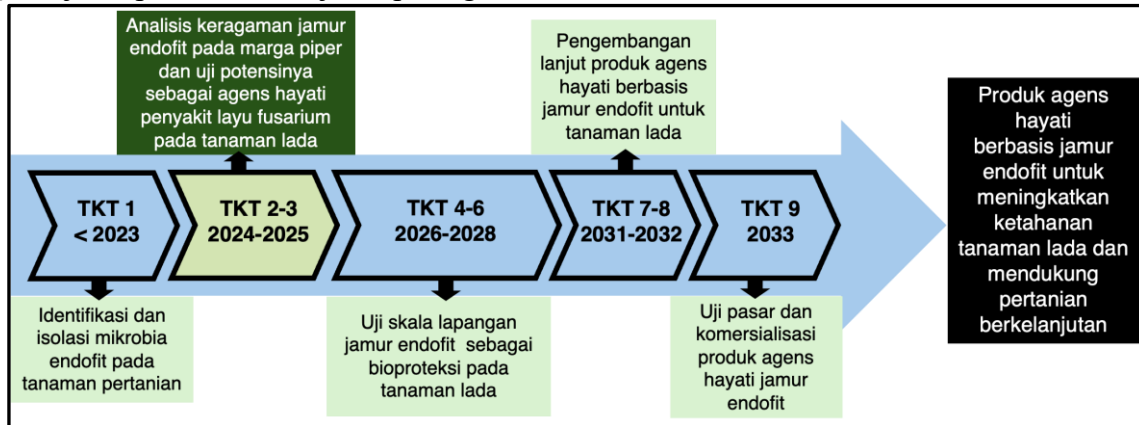 Analisis keragaman jamur
endofit pada marga piper
dan uji potensinya
sebagai agens hayati
penyakit layu fusarium
pada tanaman lada
Pengembangan
lanjut produk agens
hayati berbasis
jamur endofit untuk
tanaman lada
TKT 1
< 2023
TKT 2-3
2024-2025
TKT 4-6
2026-2028
TKT 7-8
2031-2032
TKT 9
2033
Identifikasi dan
isolasi mikrobia
endofit pada
tanaman pertanian
Uji skala lapangan
jamur endofit sebagai
bioproteksi pada
tanaman lada
Uji pasar dan
komersialisasi
produk agens
hayati jamur
endofit
Produk agens
hayati
berbasis jamur
endofit untuk
meningkatkan
ketahanan
tanaman lada dan
mendukung
pertanian
berkelanjutan